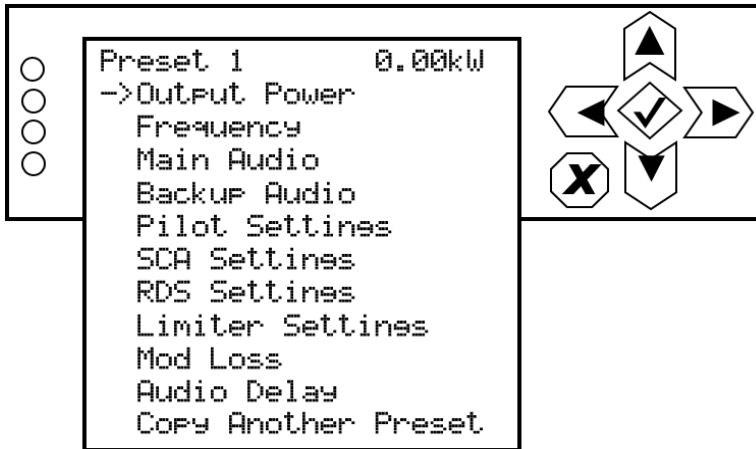 Preset 1 0.00kW
->Output Power
Frequency
Main Audio
Backup Audio
Pilot Settings
SCA Settings
RDS Settings
Limiter Settings
Mod Loss
Audio Delay
Copy Another Preset
X